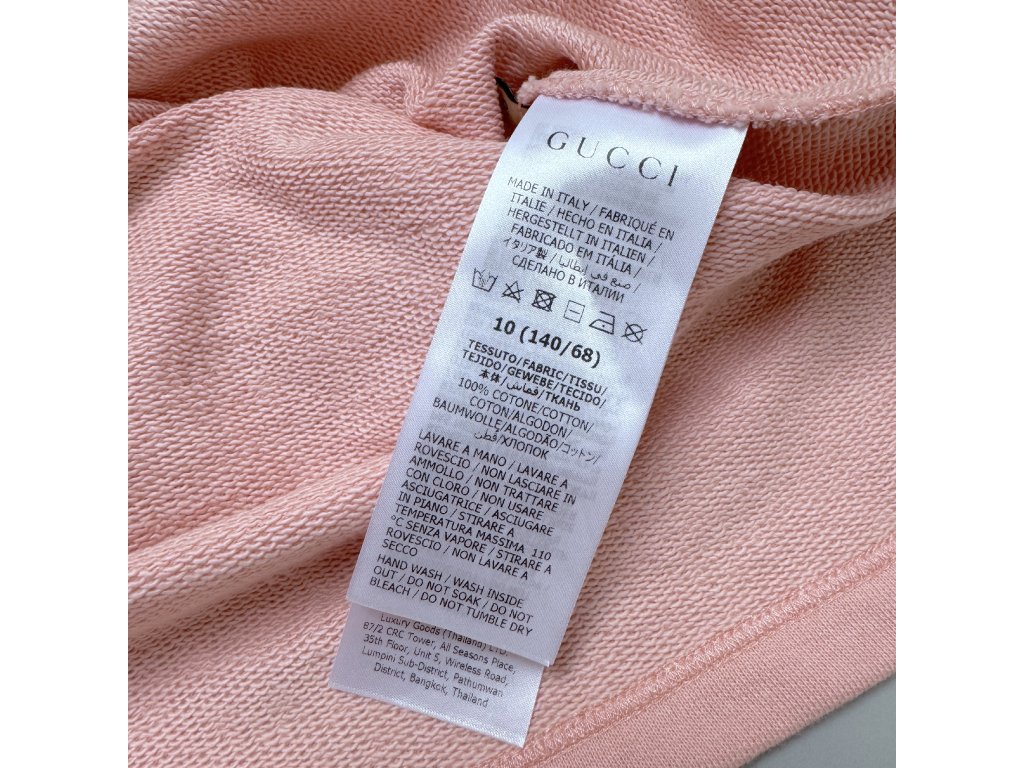 GUCCI
MADE IN ITALY / FABRIQUÉ EN
ITALIE / HECHO EN ITALIA /
HERGESTELLT IN ITALIEN /
FABRICADO EM ITÁLIA /
イタリア製 / صنع في إيطاليا /
СДЕЛАНО В ИТАЛИИ
10 (140/68)
TESSUTO/FABRIC/TISSU/
TEJIDO/GEWEBE/TECIDO/
本体/قماش/ТКАНЬ
100% COTONE/COTTON/
COTON/ALGODON/
BAUMWOLLE/ALGODÃO/コットン/
قطن/ХЛОПОК
LAVARE A MANO / LAVARE A
ROVESCIO / NON LASCIARE IN
AMMOLLO / NON TRATTARE
CON CLORO / NON USARE
ASCIUGATRICE / ASCIUGARE
IN PIANO / STIRARE A
TEMPERATURA MASSIMA 110
°C SENZA VAPORE / STIRARE A
ROVESCIO / NON LAVARE A
SECCO
HAND WASH / WASH INSIDE
OUT / DO NOT SOAK / DO NOT
BLEACH / DO NOT TUMBLE DRY
Luxury Goods (Thailand) LTD.
87/2 CRC Tower, All Seasons Place,
35th Floor, Unit 5, Wireless Road,
Lumpini Sub-District, Pathumwan
District, Bangkok, Thailand